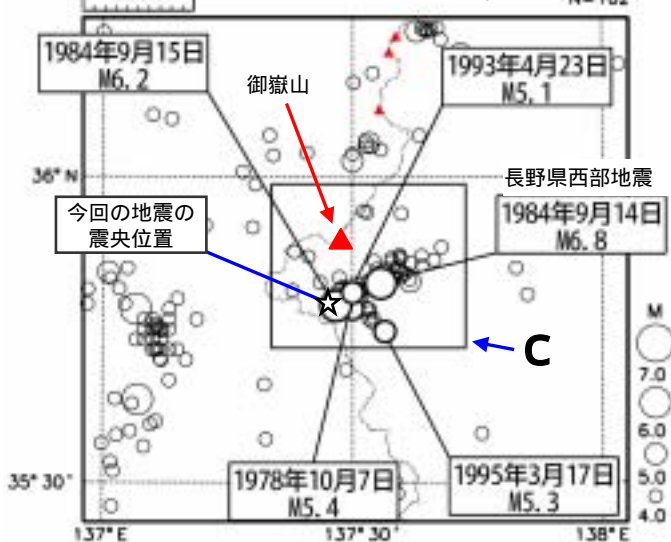 N=182
1984年9月15日
M6.2
御嶽山
1993年4月23日
M5.1
36°N
長野県西部地震
今回の地震の
震央位置
1984年9月14日
M6.8
C
M
7.0
6.0
5.0
4.0
1978年10月7日
M5.4
1995年3月17日
M5.3
35°30′
137°E
137°30′
138°E